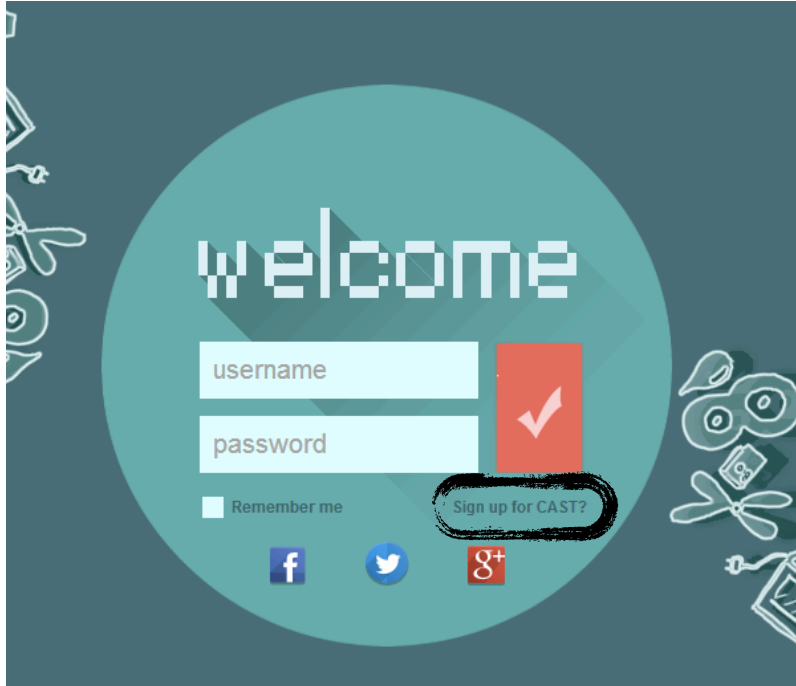 welcome
username
password
Remember me
Sign up for CAST?
f
g+